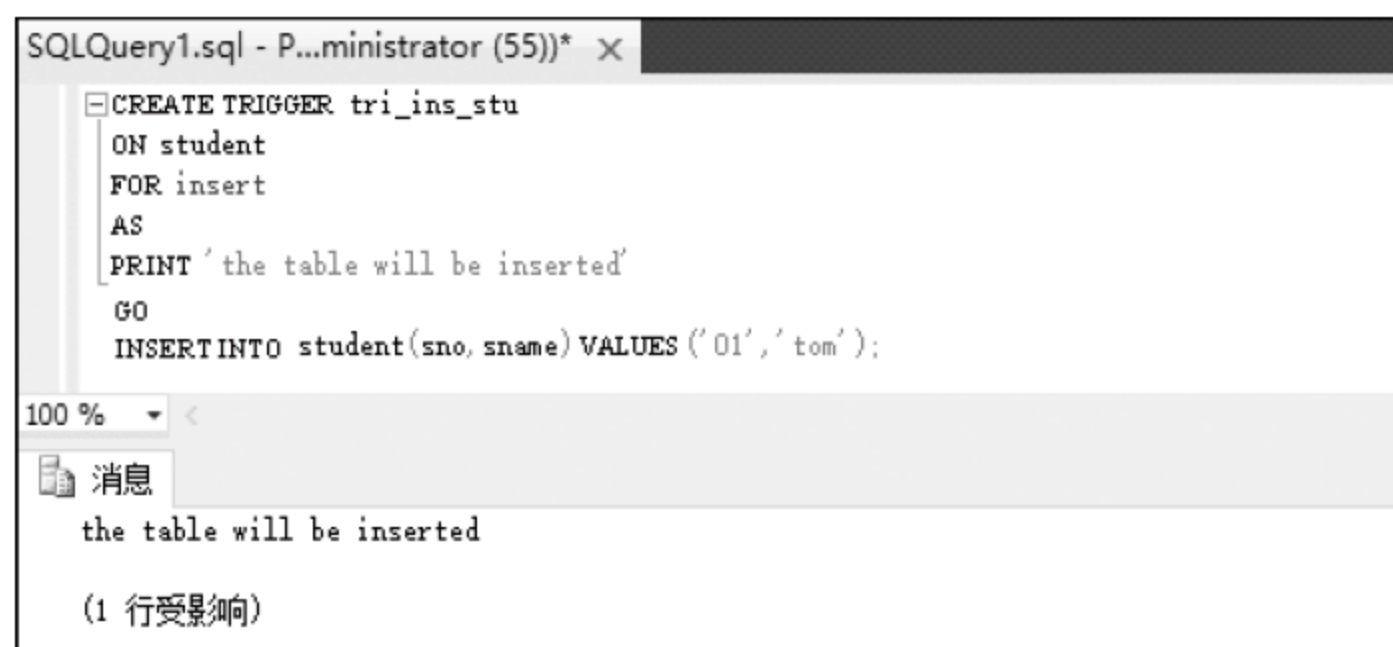 SQLQuery1.sql - P...ministrator (55))*
CREATE TRIGGER tri_ins_stu
ON student
FOR insert
AS
PRINT 'the table will be inserted'
GO
INSERT INTO student(sno, sname) VALUES ('01','tom');
100 %
消息
the table will be inserted
(1 行受影响)